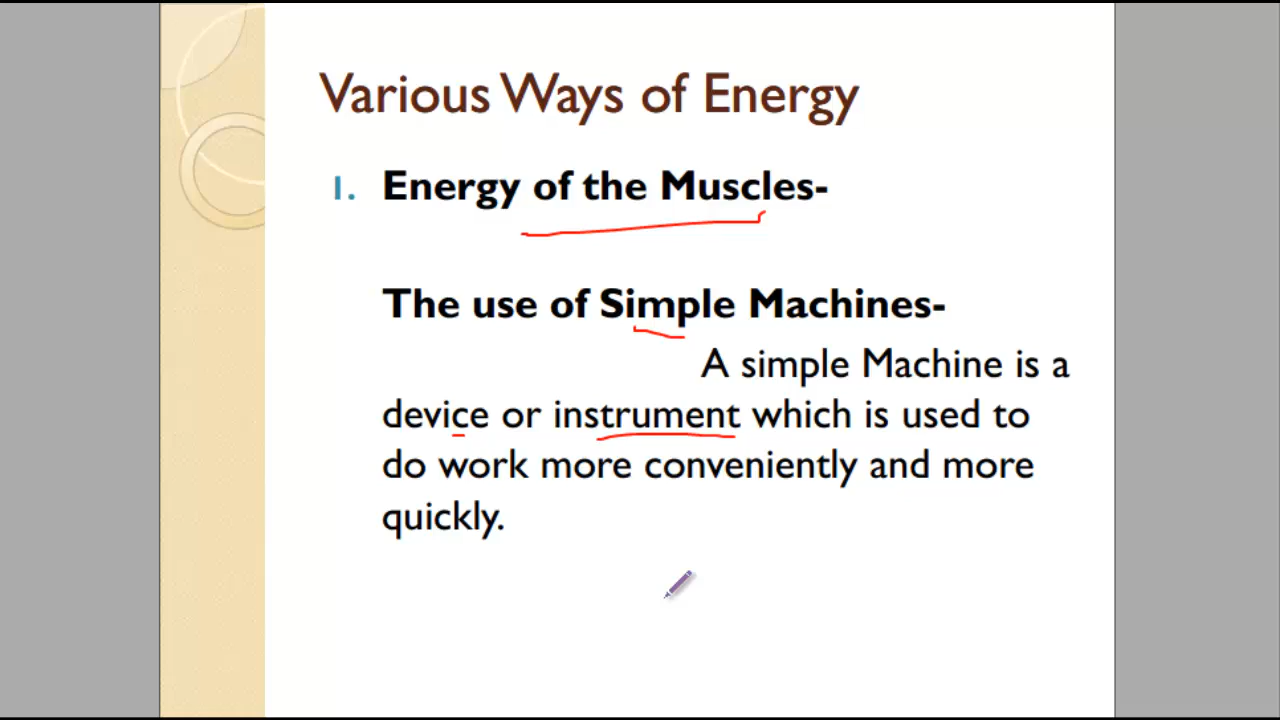 Various Ways of Energy
1. Energy of the Muscles-
The use of Simple Machines-
A simple Machine is a
device or instrument which is used to
do work more conveniently and more
quickly.